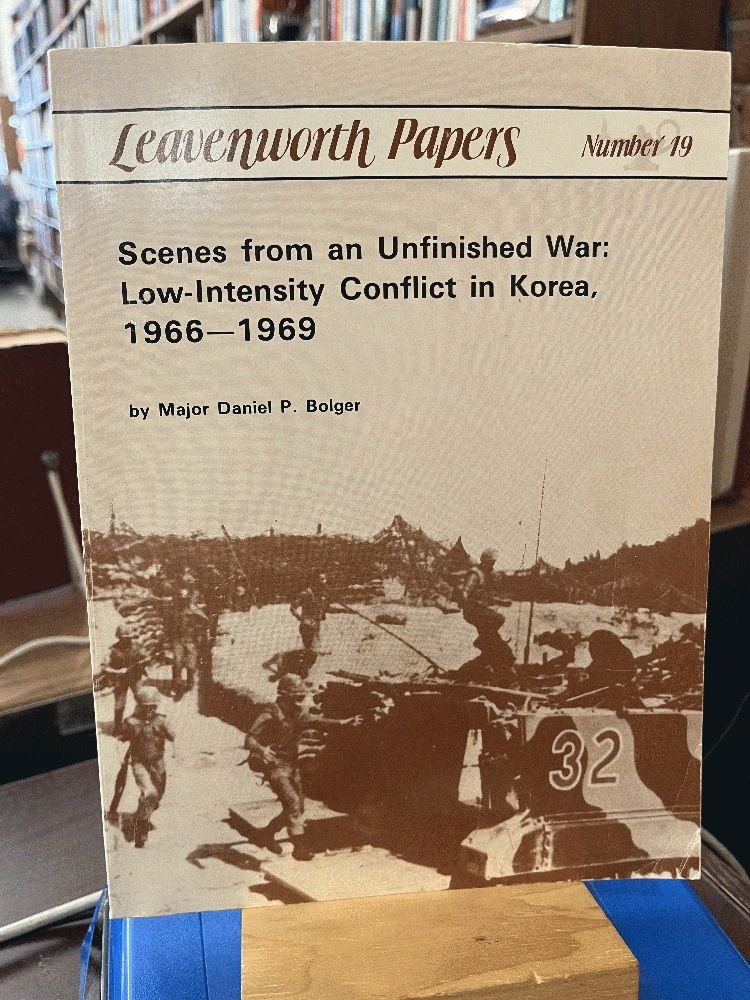 Leavenworth Papers
Number 19
Scenes from an Unfinished War:
Low-Intensity Conflict in Korea,
1966—1969
by Major Daniel P. Bolger
32